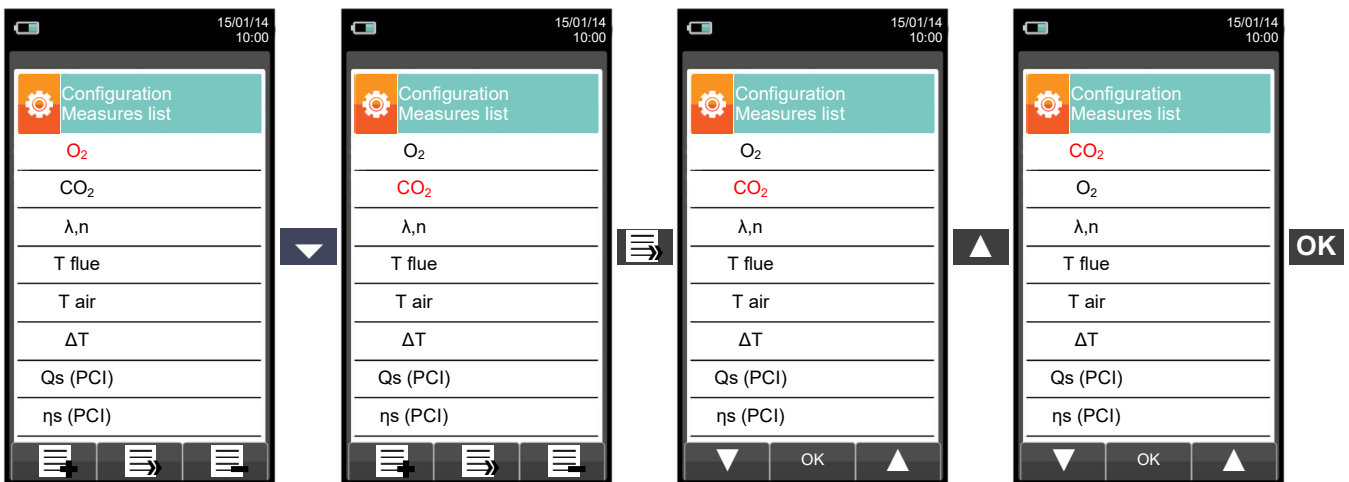 15/01/14
10:00
Configuration
Measures list
O₂
CO₂
λ,n
T flue
T air
ΔT
Qs (PCI)
ηs (PCI)
15/01/14
10:00
Configuration
Measures list
O₂
CO₂
λ,n
T flue
T air
ΔT
Qs (PCI)
ηs (PCI)
15/01/14
10:00
Configuration
Measures list
O₂
CO₂
λ,n
T flue
T air
ΔT
Qs (PCI)
ηs (PCI)
OK
15/01/14
10:00
Configuration
Measures list
CO₂
O₂
λ,n
T flue
T air
ΔT
Qs (PCI)
ηs (PCI)
OK
OK